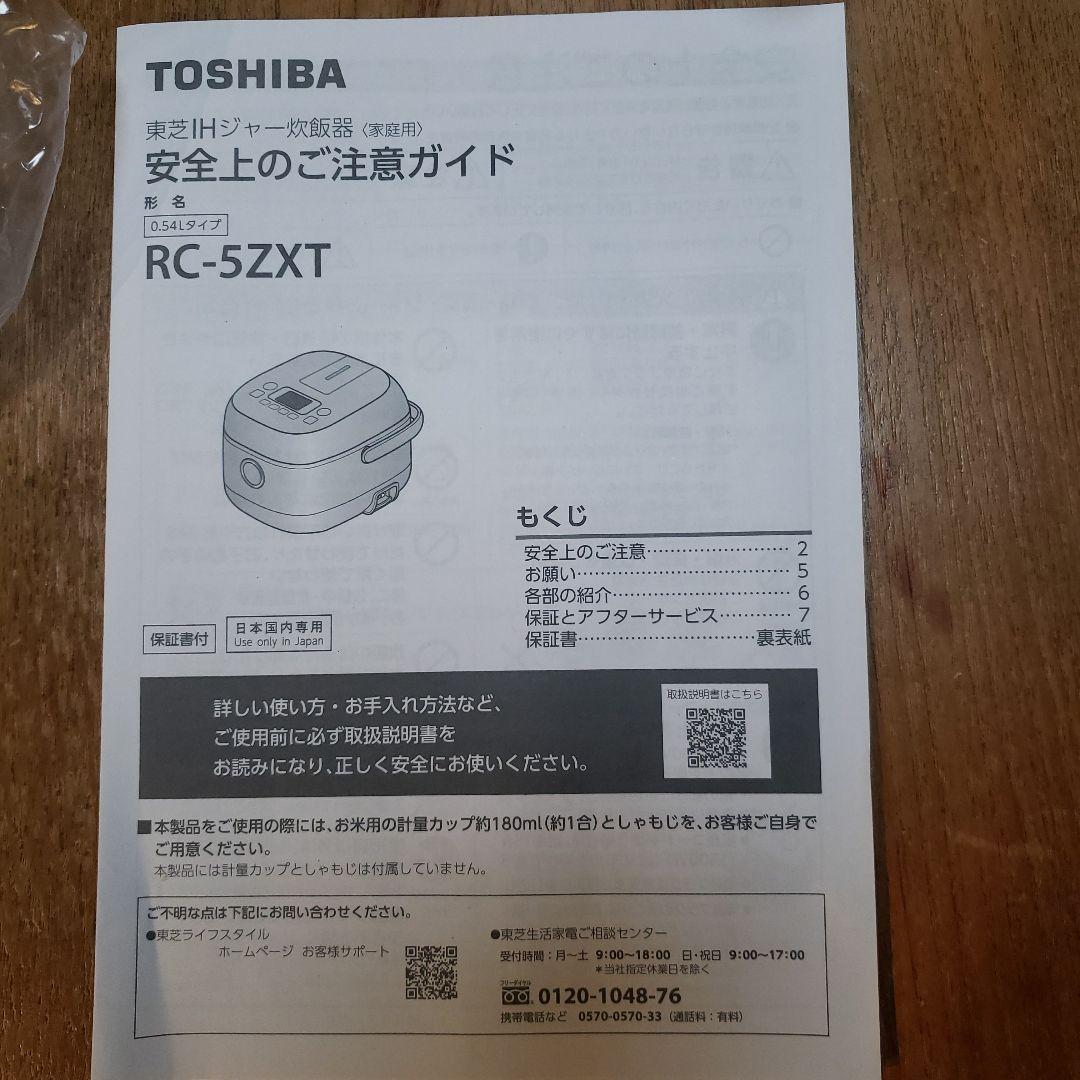 TOSHIBA
東芝IHジャー炊飯器〈家庭用〉
安全上のご注意ガイド
形 名
0.54Lタイプ
RC-5ZXT
もくじ
安全上のご注意……………………… 2
お願い……………………………… 5
各部の紹介………………………… 6
保証とアフターサービス………… 7
保証書…………………………裏表紙
保証書付
日本国内専用
Use only in Japan
詳しい使い方・お手入れ方法など、
ご使用前に必ず取扱説明書を
お読みになり、正しく安全にお使いください。
取扱説明書はこちら
■本製品をご使用の際には、お米用の計量カップ約180ml(約1合)としゃもじを、お客様ご自身で
ご用意ください。
本製品には計量カップとしゃもじは付属していません。
ご不明な点は下記にお問い合わせください。
●東芝ライフスタイル
ホームページ お客様サポート
●東芝生活家電ご相談センター
受付時間：月～土 9:00～18:00 日・祝日 9:00～17:00
＊当社指定休業日を除く
フリーダイヤル
0120-1048-76
携帯電話など 0570-0570-33（通話料：有料）